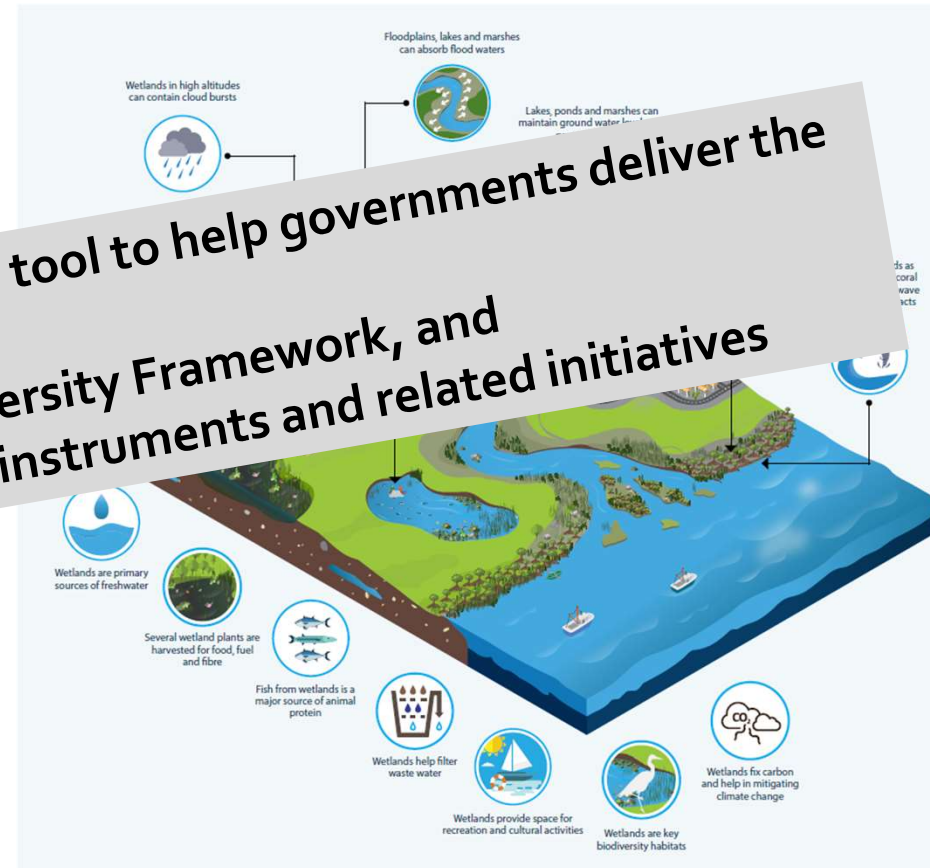 Floodplains, lakes and marshes
can absorb flood waters
Wetlands in high altitudes
can contain cloud bursts
Lakes, ponds and marshes can
maintain ground water
tool to help governments deliver the
ersity Framework, and
instruments and related initiatives
ds as
coral
wave
acts
Wetlands are primary
sources of freshwater
Several wetland plants are
harvested for food, fuel
and fibre
Fish from wetlands is a
major source of animal
protein
Wetlands help filter
waste water
Wetlands provide space for
recreation and cultural activities
Wetlands are key
biodiversity habitats
CO₂
Wetlands fix carbon
and help in mitigating
climate change